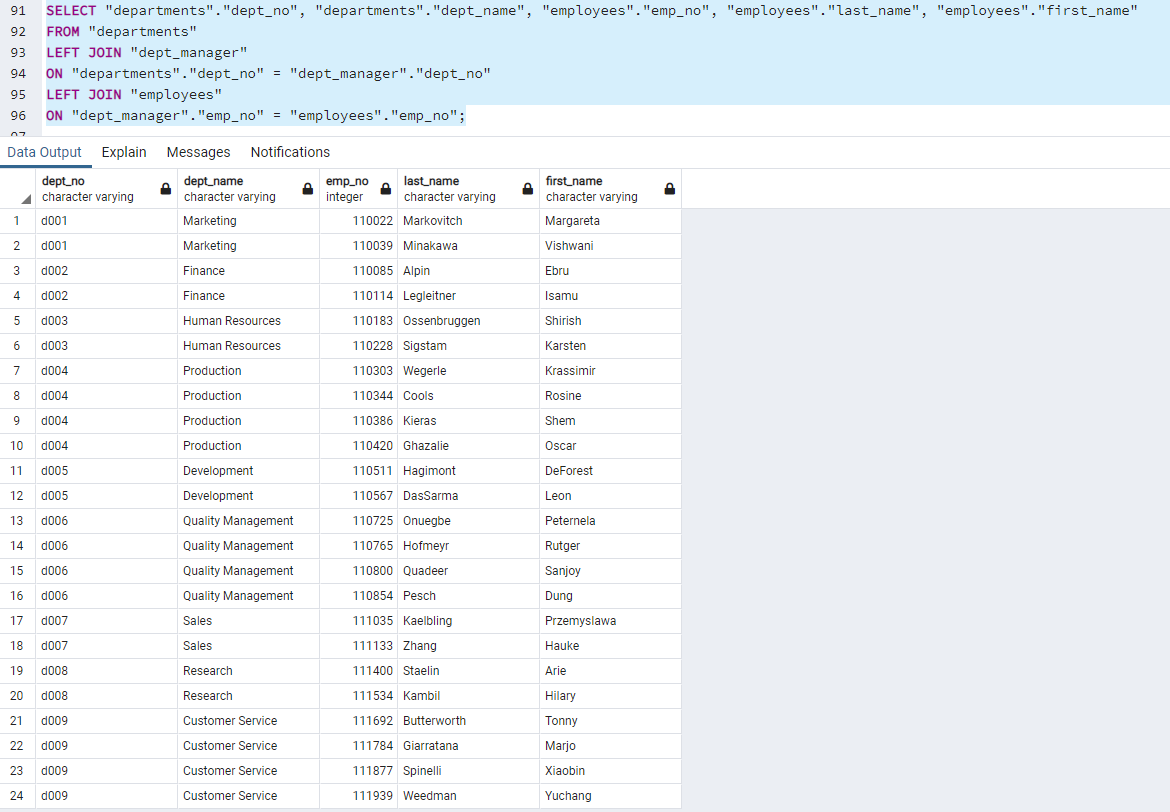 91 SELECT "departments"."dept_no", "departments"."dept_name", "employees"."emp_no", "employees"."last_name", "employees"."first_name"
92 FROM "departments"
93 LEFT JOIN "dept_manager"
94 ON "departments"."dept_no" = "dept_manager"."dept_no"
95 LEFT JOIN "employees"
96 ON "dept_manager"."emp_no" = "employees"."emp_no";
97
Data Output Explain Messages Notifications
dept_no dept_name emp_no last_name first_name
character varying character varying integer character varying character varying
1 d001 Marketing 110022 Markovitch Margareta
2 d001 Marketing 110039 Minakawa Vishwani
3 d002 Finance 110085 Alpin Ebru
4 d002 Finance 110114 Legleitner Isamu
5 d003 Human Resources 110183 Ossenbruggen Shirish
6 d003 Human Resources 110228 Sigstam Karsten
7 d004 Production 110303 Wegerle Krassimir
8 d004 Production 110344 Cools Rosine
9 d004 Production 110386 Kieras Shem
10 d004 Production 110420 Ghazalie Oscar
11 d005 Development 110511 Hagimont DeForest
12 d005 Development 110567 DasSarma Leon
13 d006 Quality Management 110725 Onuegbe Peternela
14 d006 Quality Management 110765 Hofmeyr Rutger
15 d006 Quality Management 110800 Quadeer Sanjoy
16 d006 Quality Management 110854 Pesch Dung
17 d007 Sales 111035 Kaelbling Przemyslawa
18 d007 Sales 111133 Zhang Hauke
19 d008 Research 111400 Staelin Arie
20 d008 Research 111534 Kambil Hilary
21 d009 Customer Service 111692 Butterworth Tonny
22 d009 Customer Service 111784 Giarratana Marjo
23 d009 Customer Service 111877 Spinelli Xiaobin
24 d009 Customer Service 111939 Weedman Yuchang